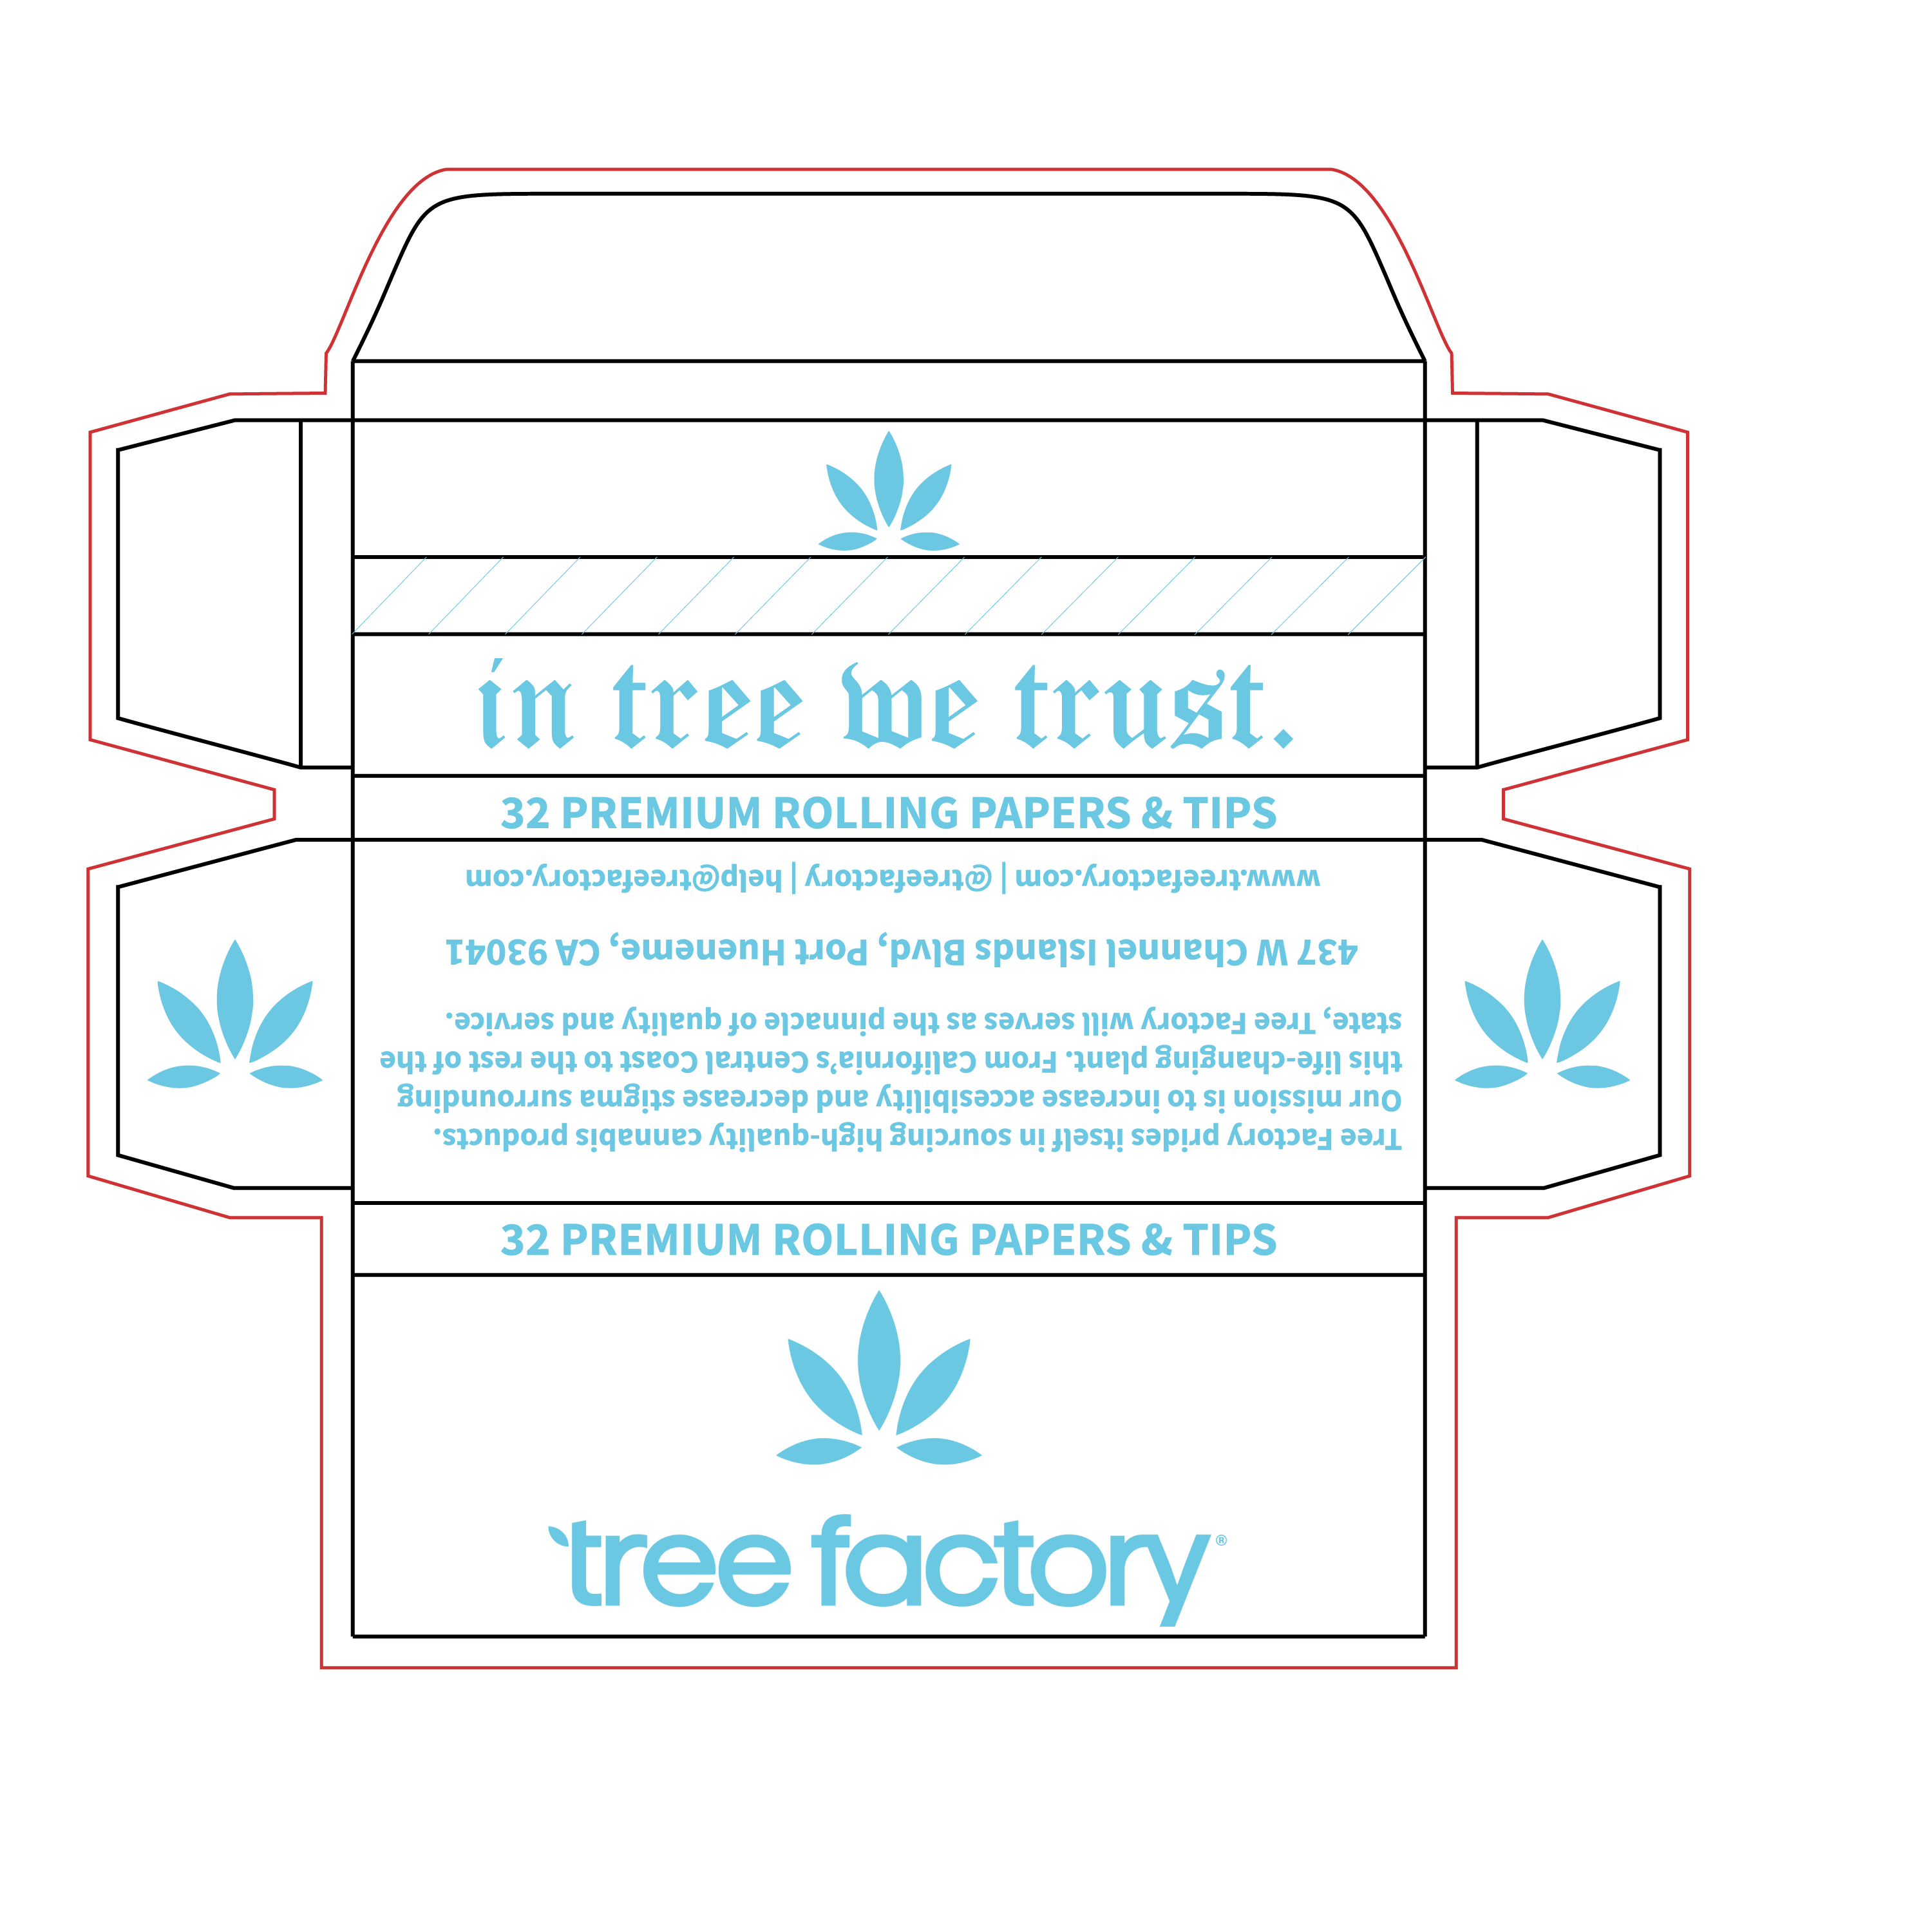 in tree we trust.
32 PREMIUM ROLLING PAPERS & TIPS
Tree Factory prides itself in sourcing high-quality cannabis products.
Our mission is to increase accessibility and decrease stigma surrounding
this life-changing plant. From California's central coast to the rest of the
state, Tree Factory will serves as the pinnacle of quality and service.
437 W Channel Islands Blvd, Port Hueneme, CA 93041
www.treefactory.com | @treefactory | help@treefactory.com
32 PREMIUM ROLLING PAPERS & TIPS
tree factory®